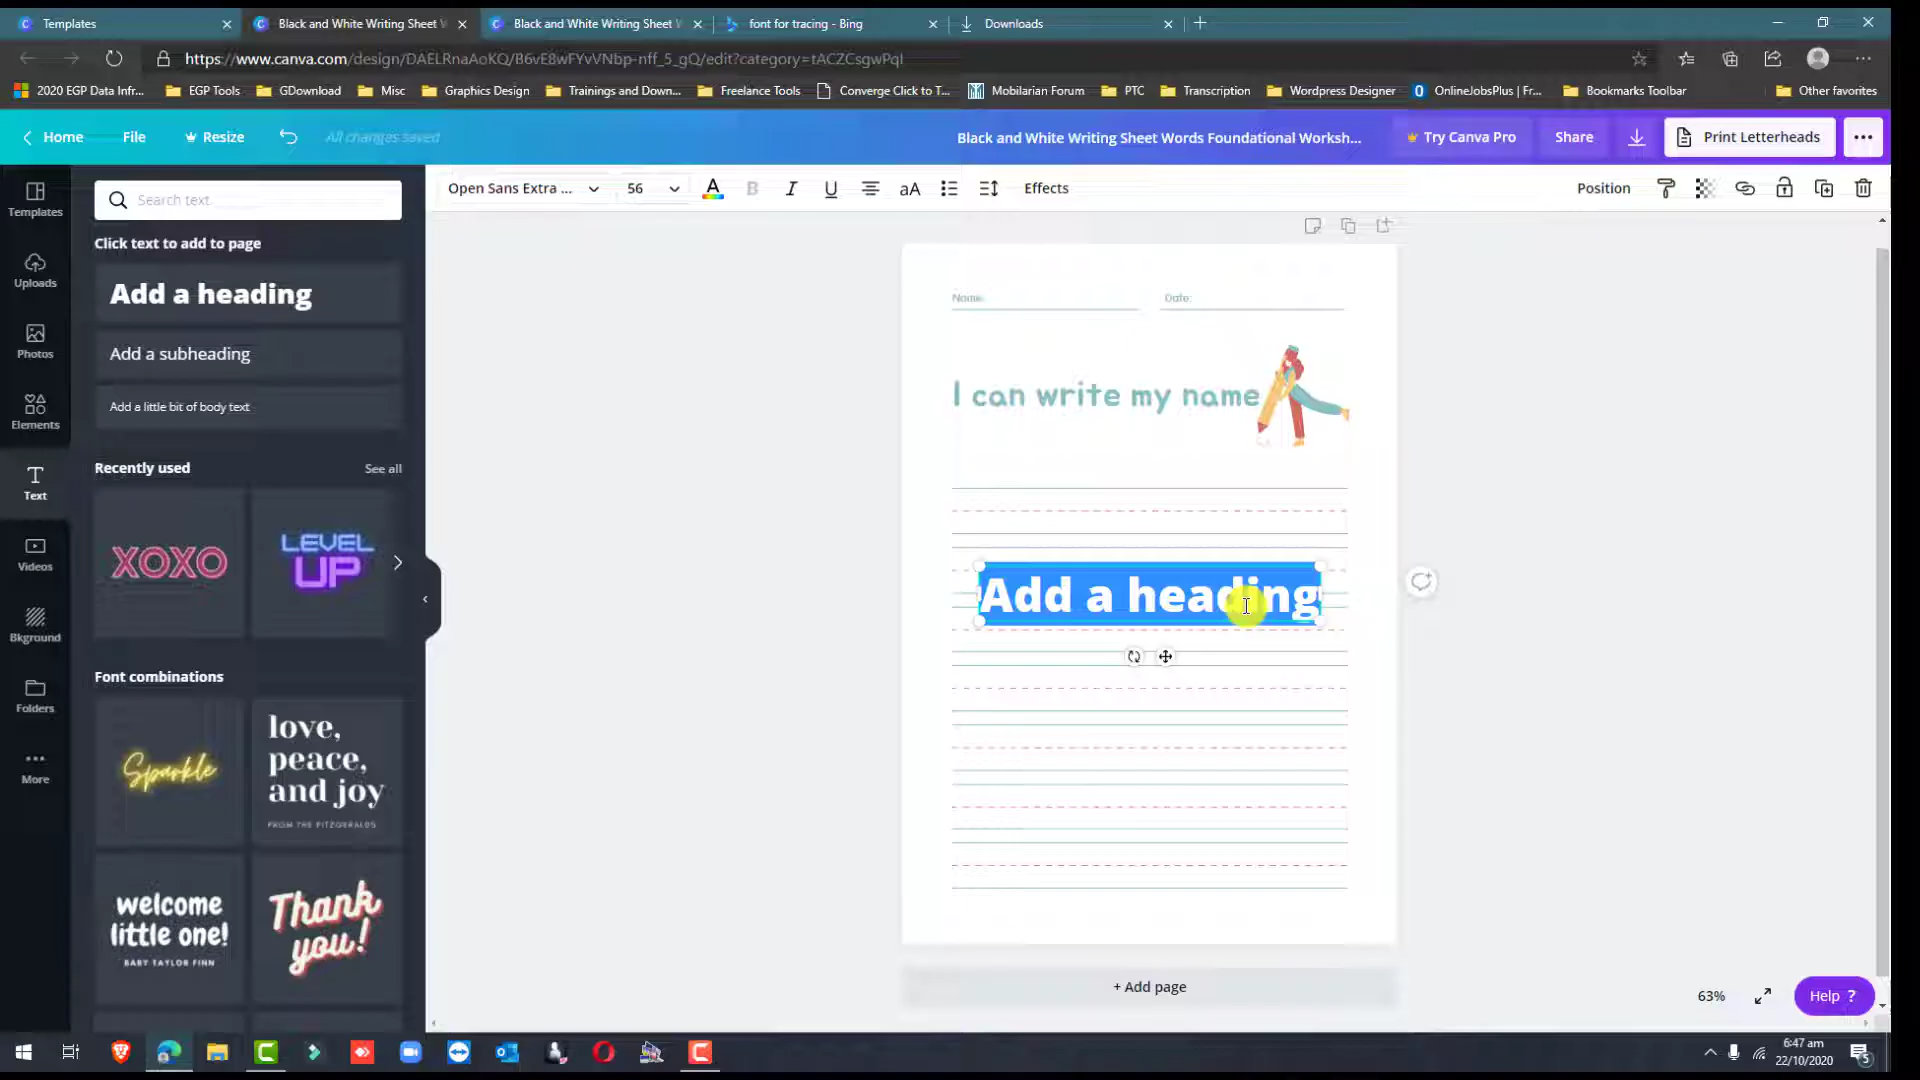 Templates
Black and White Writing Sheet W
Black and White Writing Sheet W
font for tracing - Bing
Downloads
https://www.canva.com/design/DAELRnaAoKQ/B6vE8wFYvVNbp-nff_5_gQ/edit?category=tACZCsgwPqI
2020 EGP Data Infr...
EGP Tools
GDownload
Misc
Graphics Design
Trainings and Down...
Freelance Tools
Converge Click to T...
Mobilarian Forum
PTC
Transcription
Wordpress Designer
OnlineJobsPlus | Fr...
Bookmarks Toolbar
Other favorites
Home
File
Resize
All changes saved
Black and White Writing Sheet Words Foundational Worksh...
Try Canva Pro
Share
Print Letterheads
Open Sans Extra ...
56
A
B
I
U
aA
Effects
Position
Templates
Uploads
Photos
Elements
Text
Videos
Bkground
Folders
More
Search text
Click text to add to page
Add a heading
Add a subheading
Add a little bit of body text
Recently used
See all
XOXO
LEVEL
UP
Font combinations
Sparkle
love,
peace,
and joy
FROM THE FITZGERALDS
welcome
little one!
BABY TAYLOR FINN
Thank
you!
Name:
Date:
I can write my name
Add a heading
+ Add page
63%
Help ?
6:47 am
22/10/2020
5